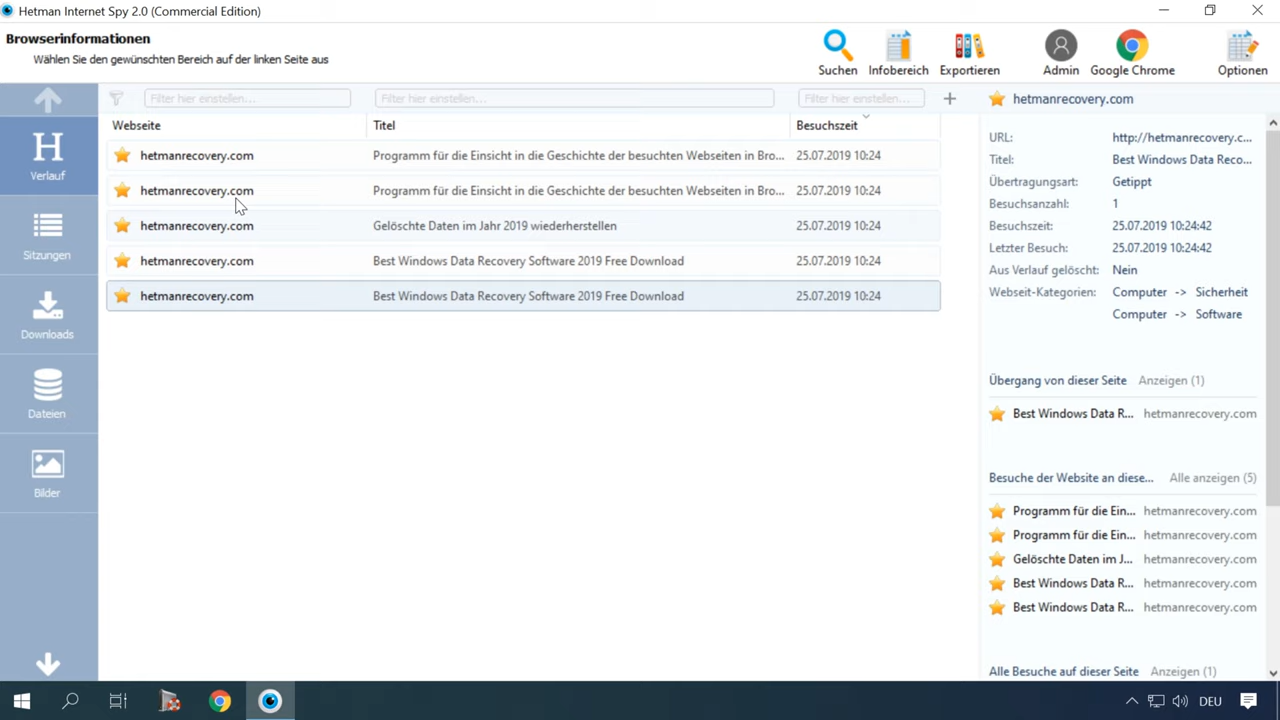 Hetman Internet Spy 2.0 (Commercial Edition)
Browserinformationen
Wählen Sie den gewünschten Bereich auf der linken Seite aus
Suchen Infobereich Exportieren Admin Google Chrome Optionen
Filter hier einstellen... Filter hier einstellen... Filter hier einstellen...
Webseite Titel Besuchszeit
hetmanrecovery.com Programm für die Einsicht in die Geschichte der besuchten Webseiten in Bro... 25.07.2019 10:24
hetmanrecovery.com Programm für die Einsicht in die Geschichte der besuchten Webseiten in Bro... 25.07.2019 10:24
hetmanrecovery.com Gelöschte Daten im Jahr 2019 wiederherstellen 25.07.2019 10:24
hetmanrecovery.com Best Windows Data Recovery Software 2019 Free Download 25.07.2019 10:24
hetmanrecovery.com Best Windows Data Recovery Software 2019 Free Download 25.07.2019 10:24
H
Verlauf
Sitzungen
Downloads
Dateien
Bilder
hetmanrecovery.com
URL: http://hetmanrecovery.c...
Titel: Best Windows Data Reco...
Übertragungsart: Getippt
Besuchsanzahl: 1
Besuchszeit: 25.07.2019 10:24:42
Letzter Besuch: 25.07.2019 10:24:42
Aus Verlauf gelöscht: Nein
Webseit-Kategorien: Computer -> Sicherheit
Computer -> Software
Übergang von dieser Seite Anzeigen (1)
Best Windows Data R... hetmanrecovery.com
Besuche der Website an diese... Alle anzeigen (5)
Programm für die Ein... hetmanrecovery.com
Programm für die Ein... hetmanrecovery.com
Gelöschte Daten im J... hetmanrecovery.com
Best Windows Data R... hetmanrecovery.com
Best Windows Data R... hetmanrecovery.com
Alle Besuche auf dieser Seite Anzeigen (1)
DEU